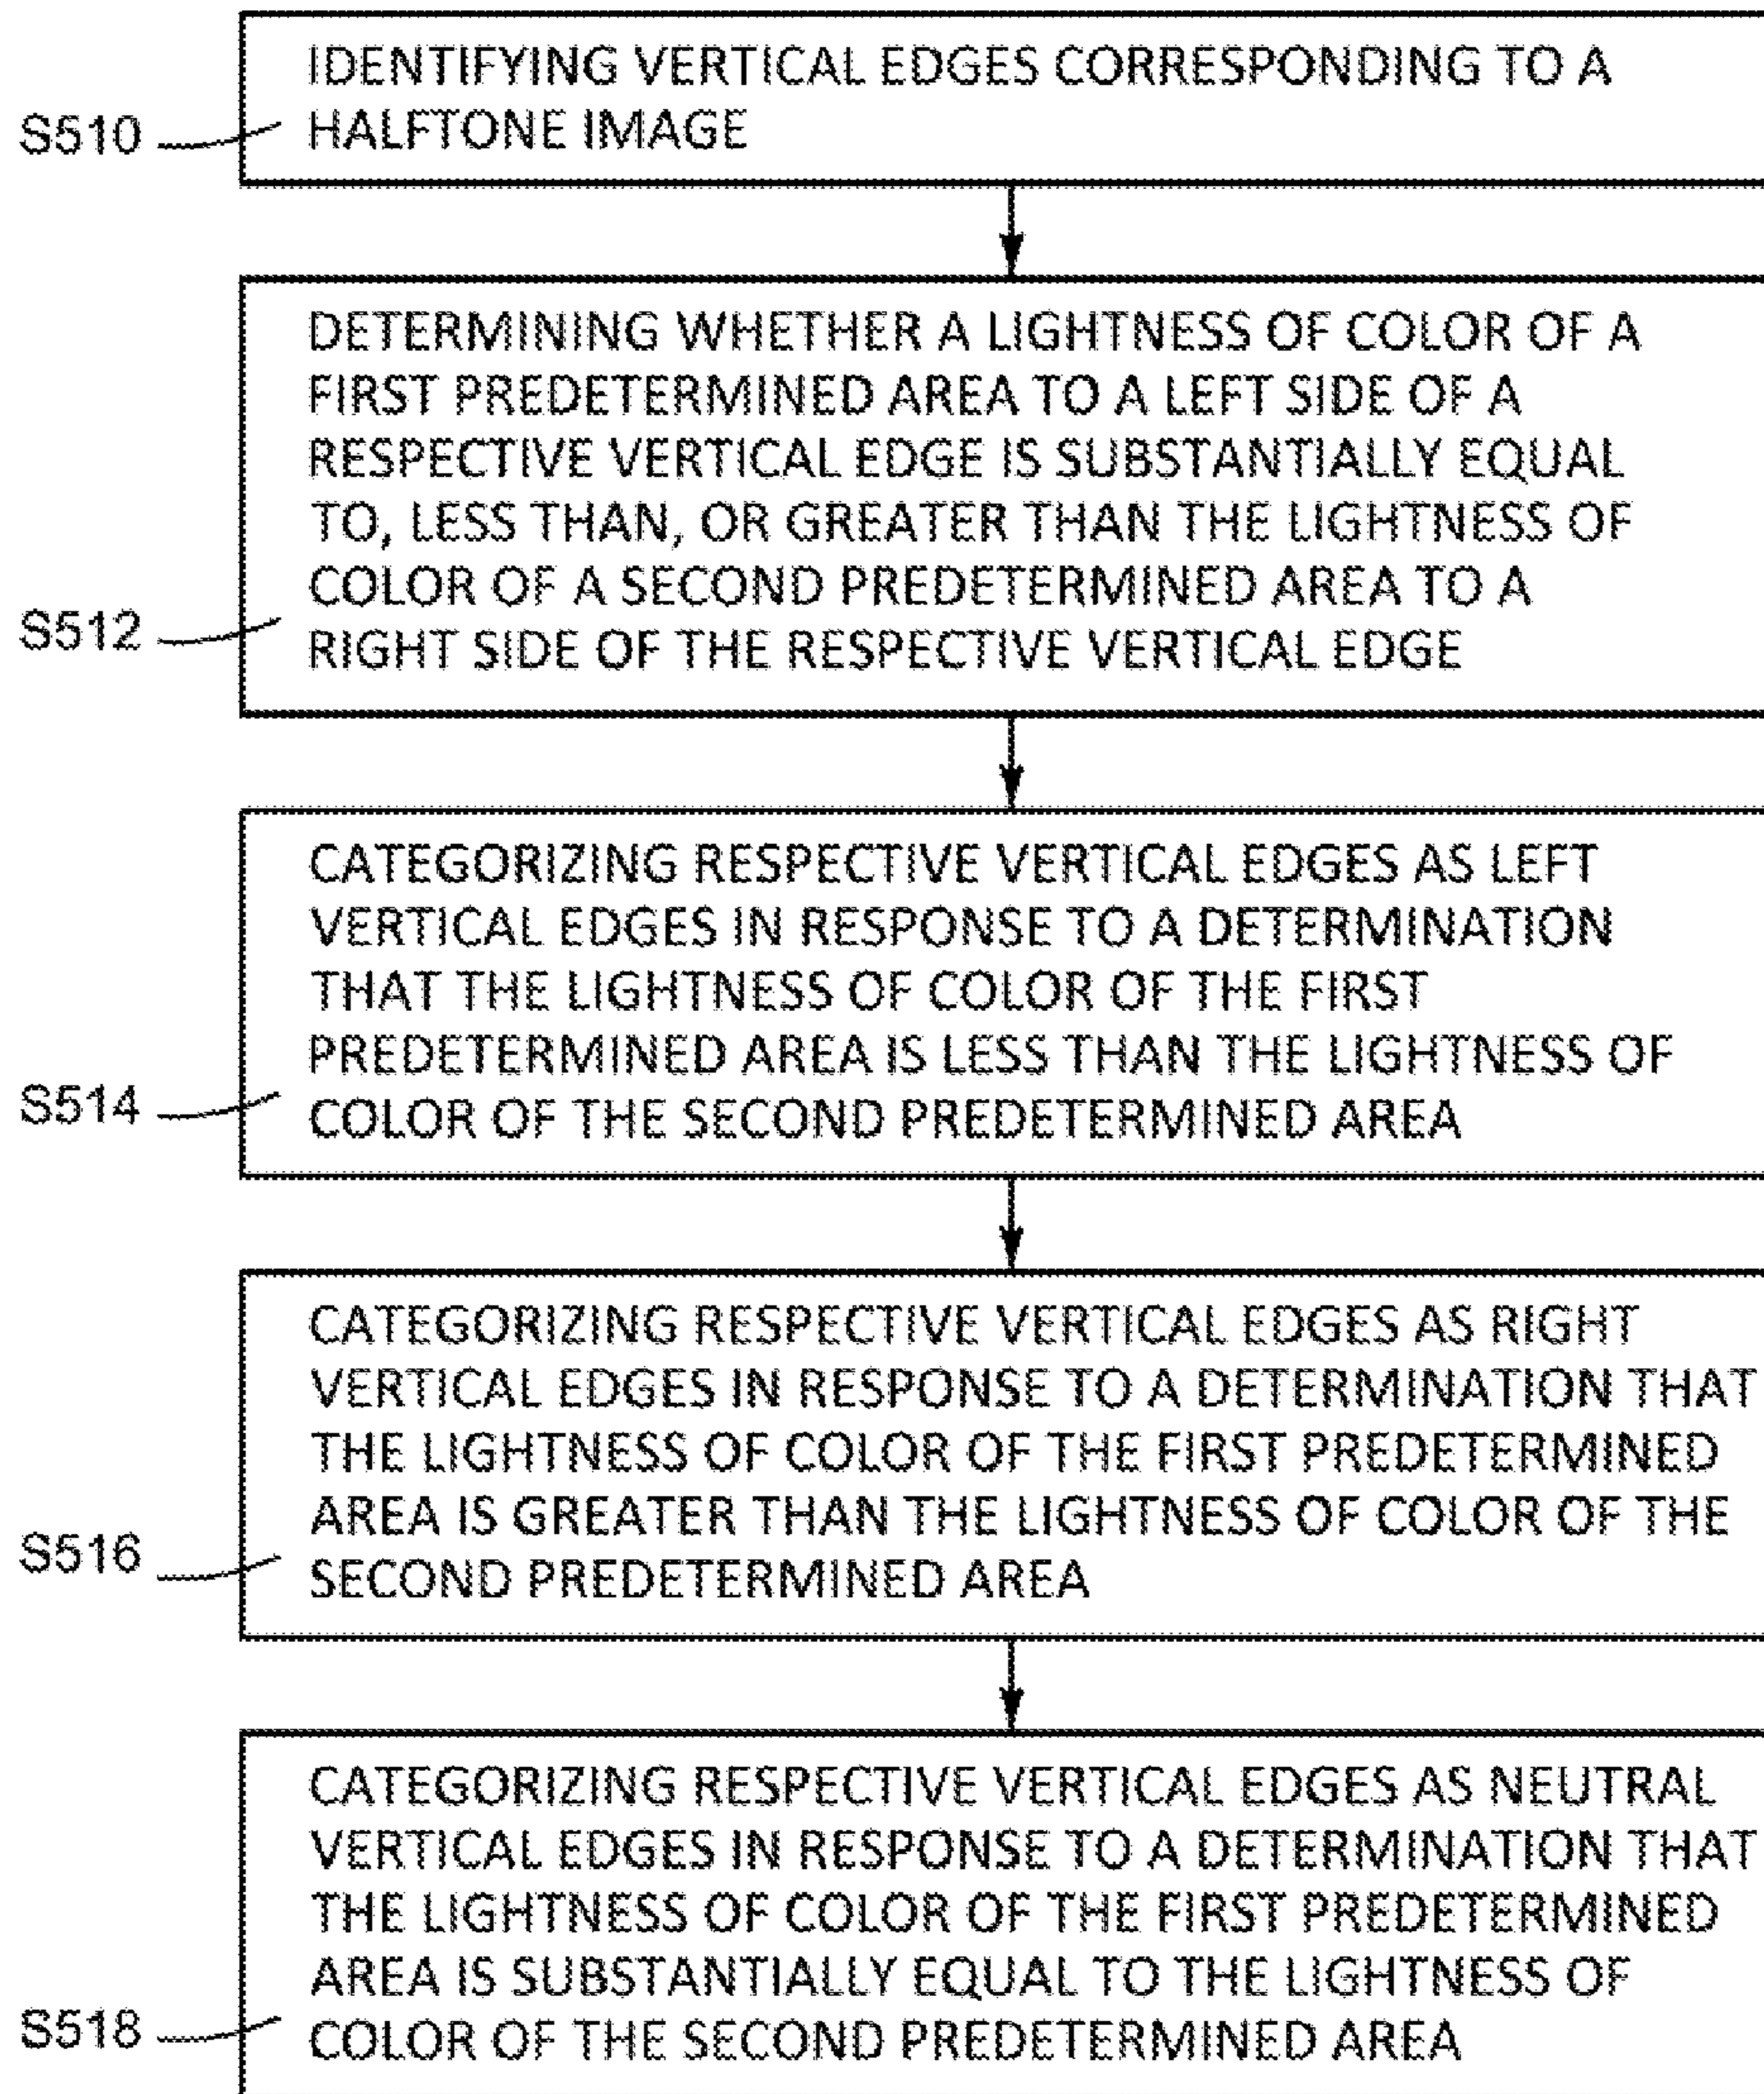 IDENTIFYING VERTICAL EDGES CORRESPONDING TO A
HALFTONE IMAGE
S510
DETERMINING WHETHER A LIGHTNESS OF COLOR OF A
FIRST PREDETERMINED AREA TO A LEFT SIDE OF A
RESPECTIVE VERTICAL EDGE IS SUBSTANTIALLY EQUAL
TO, LESS THAN, OR GREATER THAN THE LIGHTNESS OF
COLOR OF A SECOND PREDETERMINED AREA TO A
RIGHT SIDE OF THE RESPECTIVE VERTICAL EDGE
S512
CATEGORIZING RESPECTIVE VERTICAL EDGES AS LEFT
VERTICAL EDGES IN RESPONSE TO A DETERMINATION
THAT THE LIGHTNESS OF COLOR OF THE FIRST
PREDETERMINED AREA IS LESS THAN THE LIGHTNESS OF
COLOR OF THE SECOND PREDETERMINED AREA
S514
CATEGORIZING RESPECTIVE VERTICAL EDGES AS RIGHT
VERTICAL EDGES IN RESPONSE TO A DETERMINATION THAT
THE LIGHTNESS OF COLOR OF THE FIRST PREDETERMINED
AREA IS GREATER THAN THE LIGHTNESS OF COLOR OF THE
SECOND PREDETERMINED AREA
S516
CATEGORIZING RESPECTIVE VERTICAL EDGES AS NEUTRAL
VERTICAL EDGES IN RESPONSE TO A DETERMINATION THAT
THE LIGHTNESS OF COLOR OF THE FIRST PREDETERMINED
AREA IS SUBSTANTIALLY EQUAL TO THE LIGHTNESS OF
COLOR OF THE SECOND PREDETERMINED AREA
S518